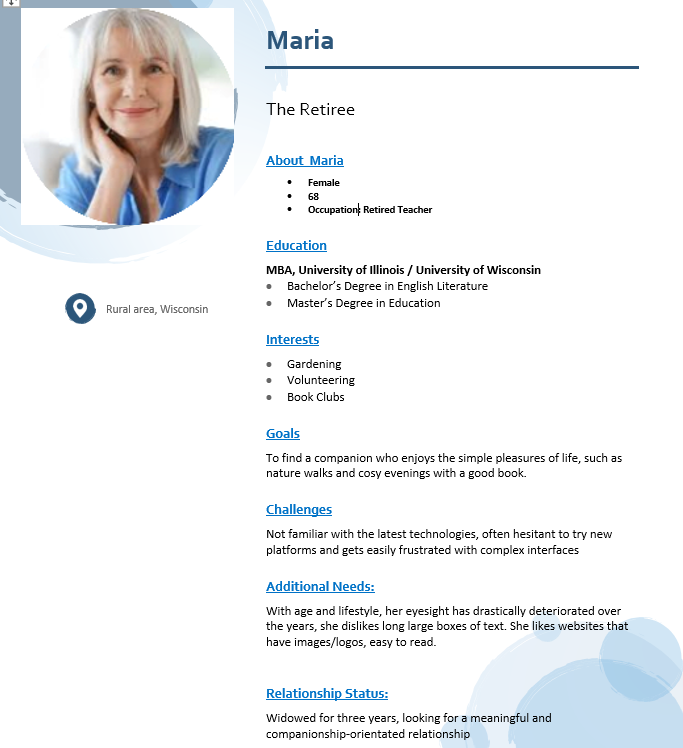 Maria
The Retiree
About  Maria
• Female
• 68
• Occupation: Retired Teacher
Education
MBA, University of Illinois / University of Wisconsin
• Bachelor’s Degree in English Literature
• Master’s Degree in Education
Rural area, Wisconsin
Interests
• Gardening
• Volunteering
• Book Clubs
Goals
To find a companion who enjoys the simple pleasures of life, such as
nature walks and cosy evenings with a good book.
Challenges
Not familiar with the latest technologies, often hesitant to try new
platforms and gets easily frustrated with complex interfaces
Additional Needs:
With age and lifestyle, her eyesight has drastically deteriorated over
the years, she dislikes long large boxes of text. She likes websites that
have images/logos, easy to read.
Relationship Status:
Widowed for three years, looking for a meaningful and
companionship-orientated relationship